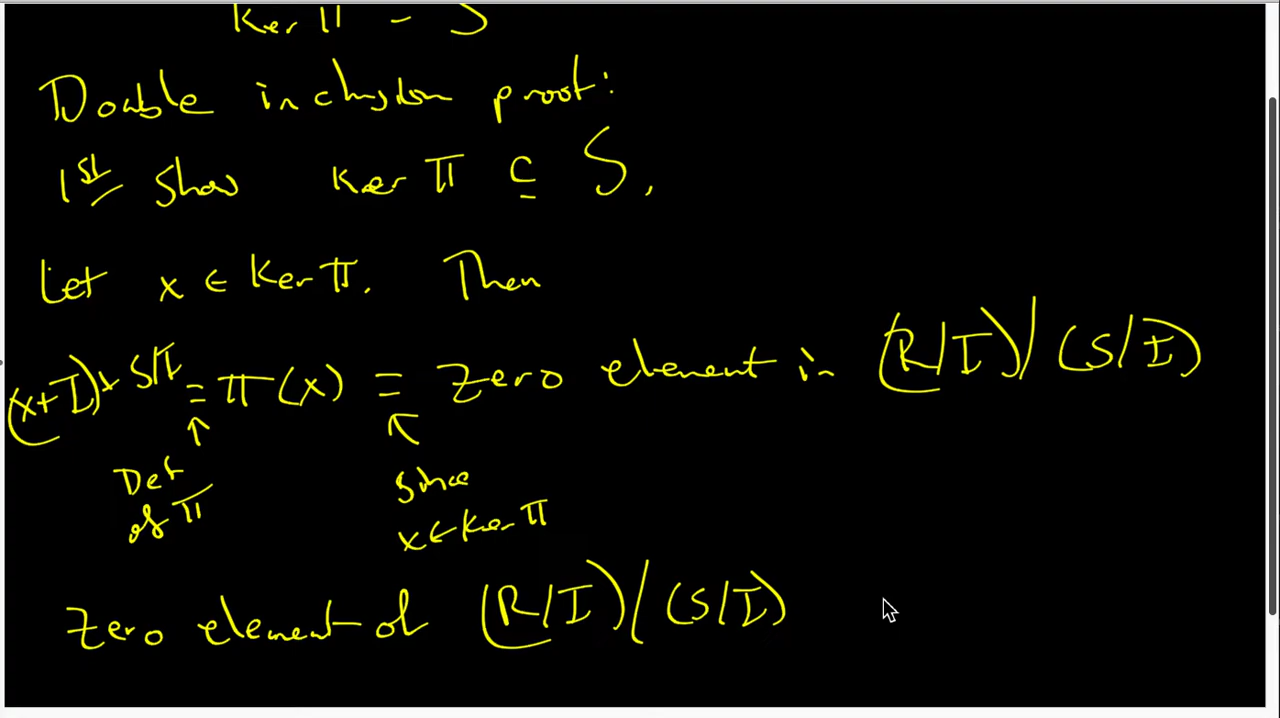 Ker π = S
Double inclusion proof:
1st show ker π ⊆ S.
Let x ∈ Ker π. Then
(x+I)+S/I = π(x) = zero element in (R/I)/(S/I)
↑ ↑
Def Since
of π x∈Ker π
Zero element of (R/I)/(S/I)